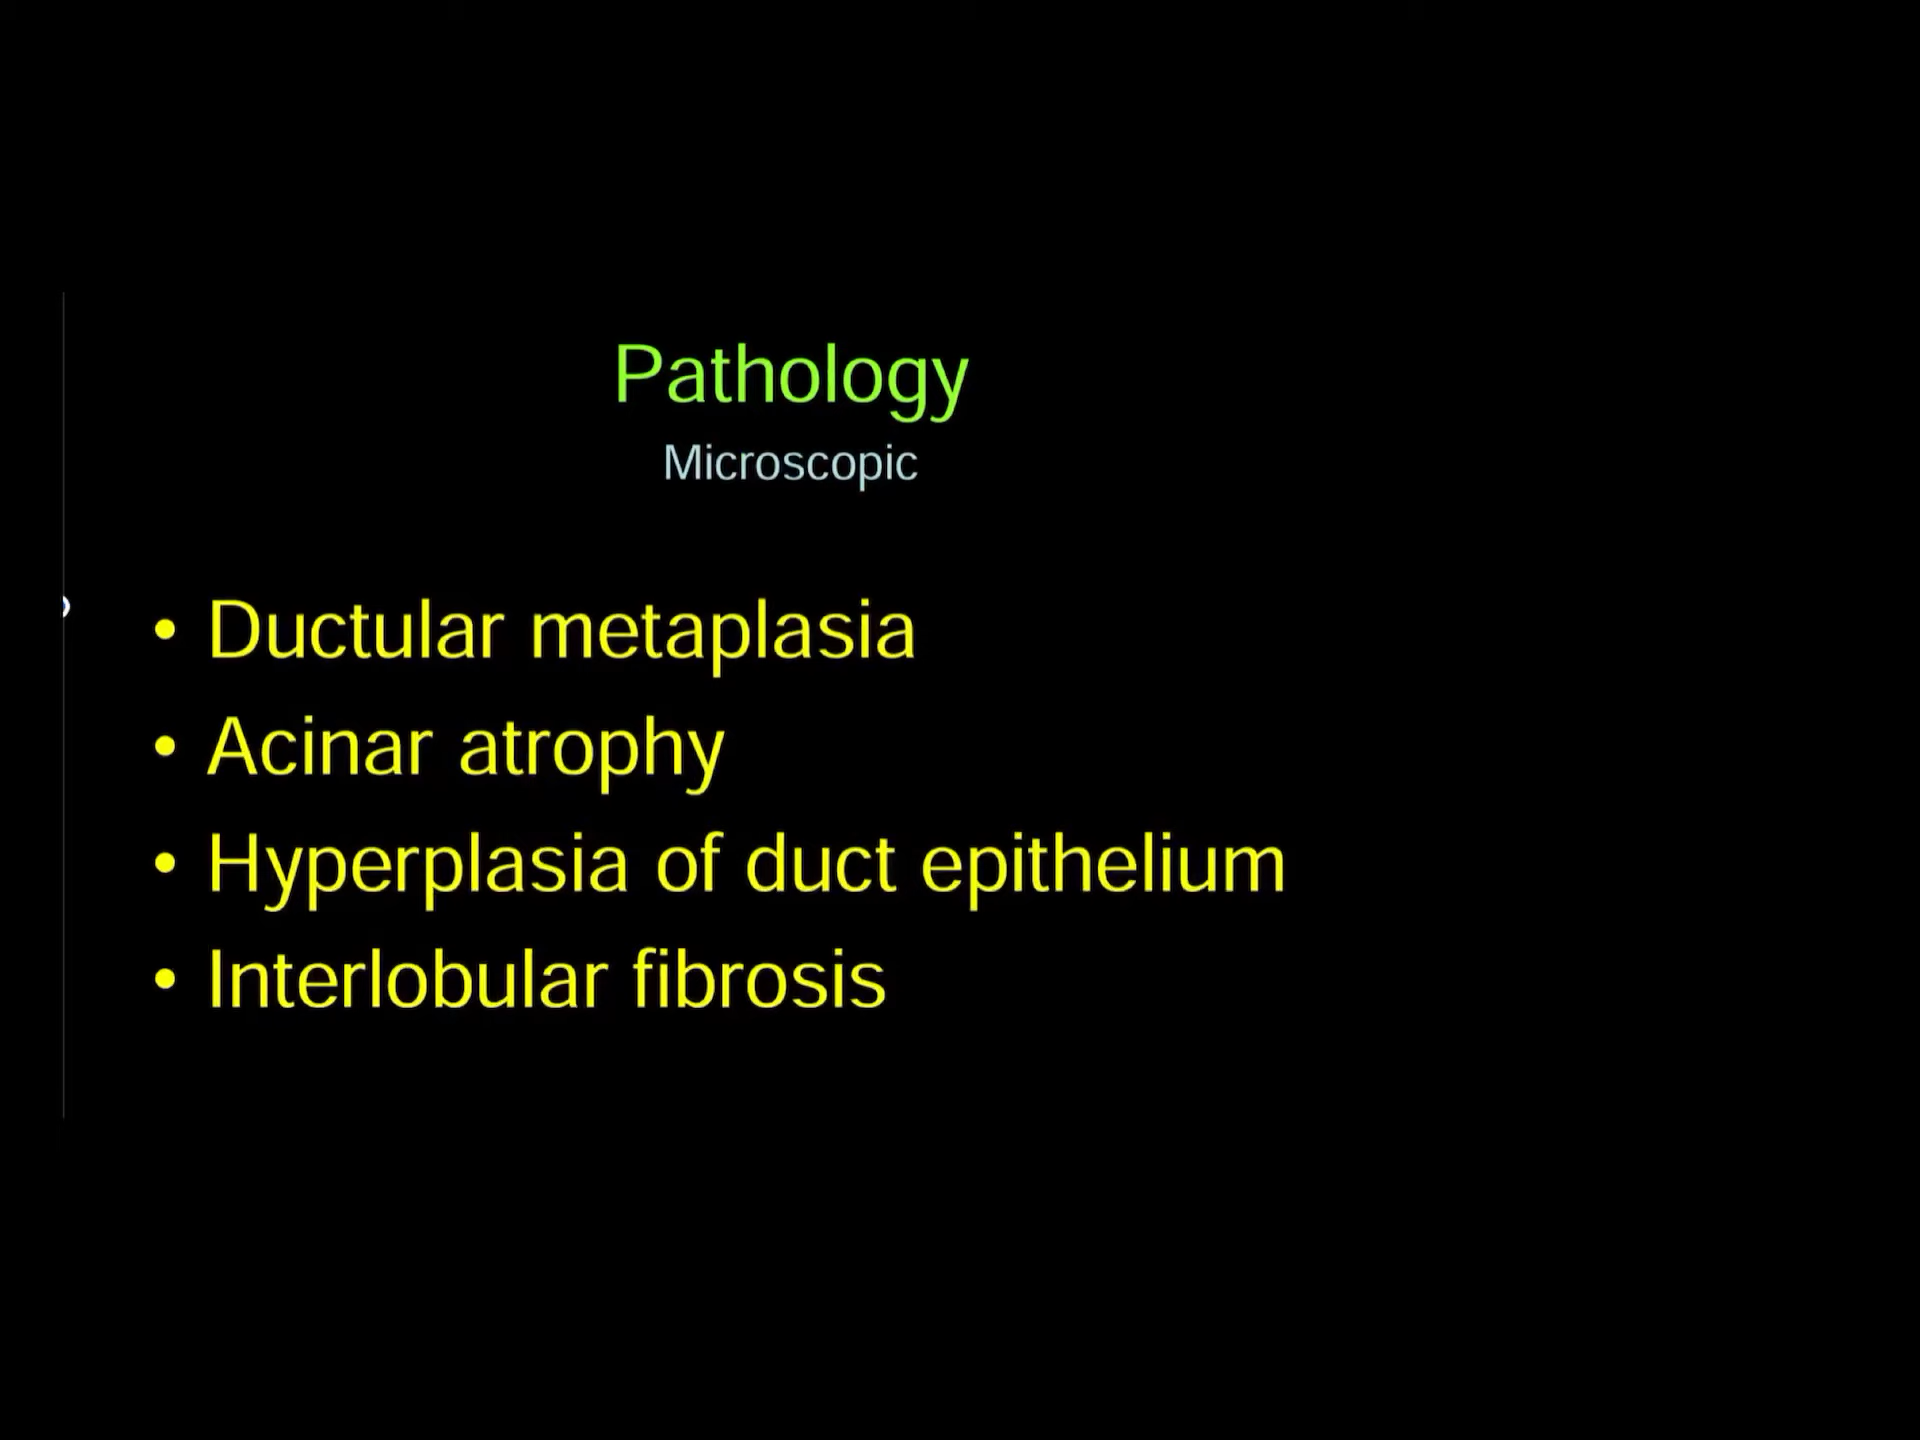 Pathology
Microscopic
• Ductular metaplasia
• Acinar atrophy
• Hyperplasia of duct epithelium
• Interlobular fibrosis